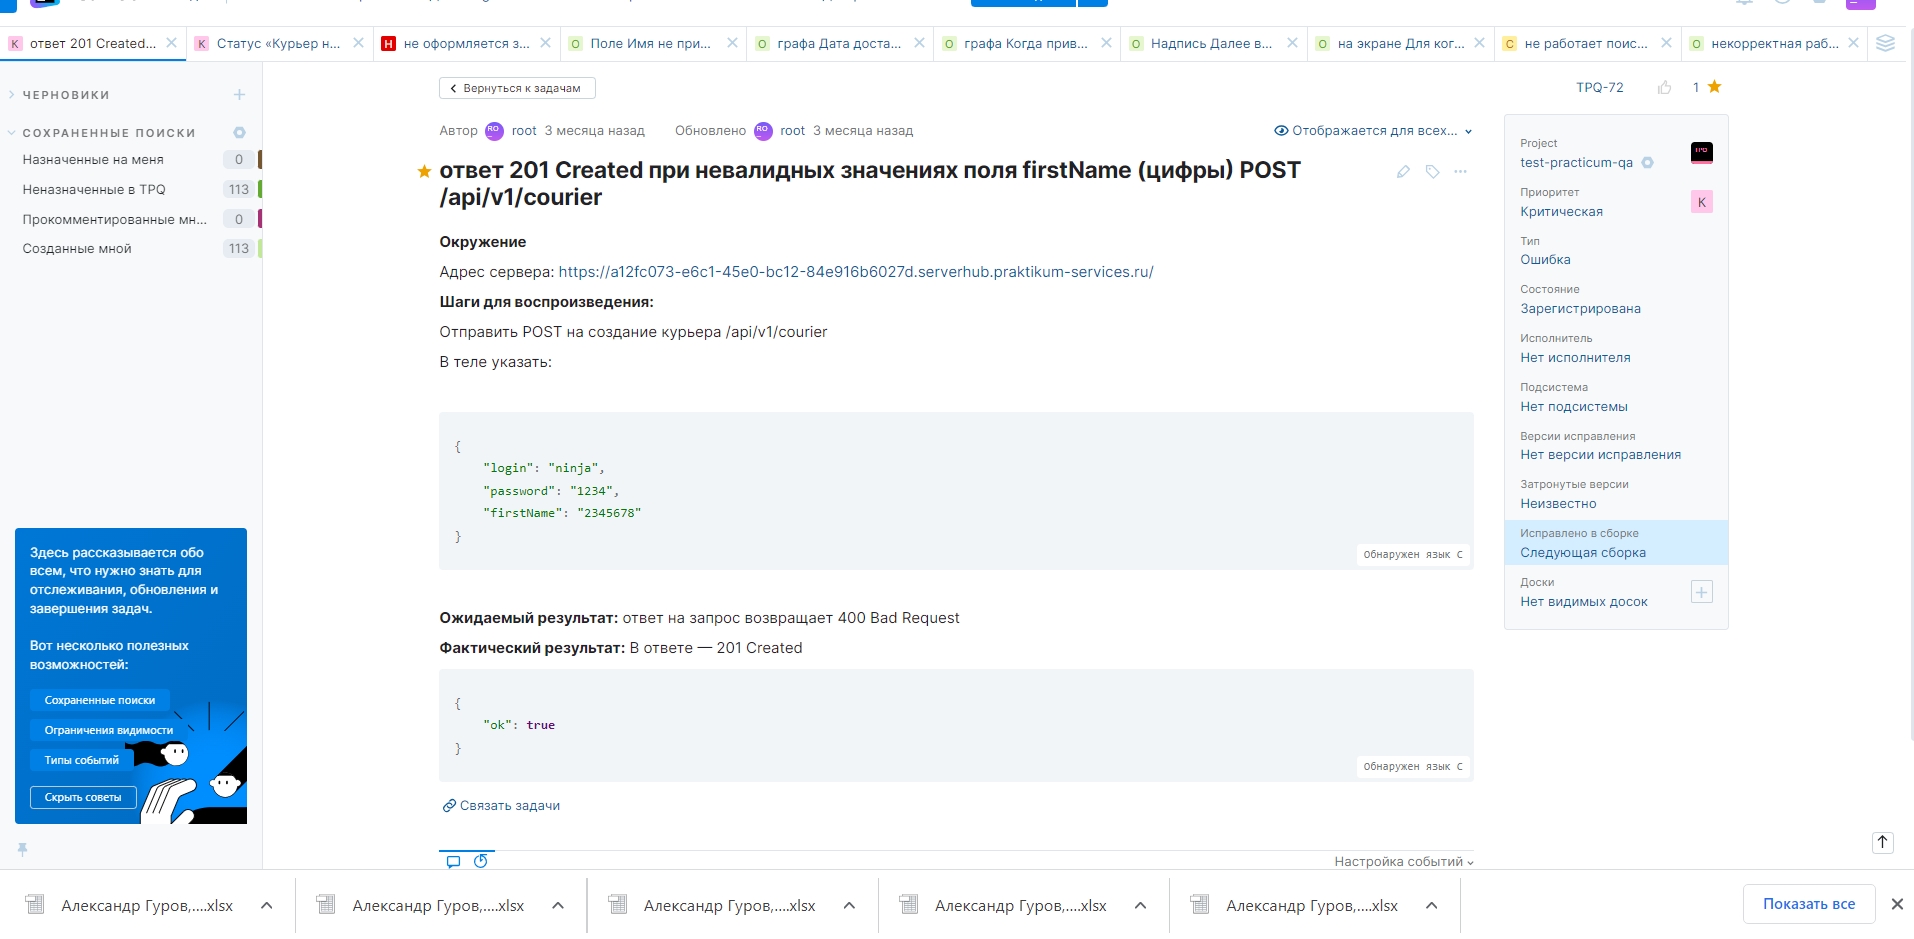 К ответ 201 Created...
К Статус «Курьер н...
Н не оформляется з...
О Поле Имя не при...
О графа Дата доста...
О графа Когда прив...
О Надпись Далее в...
О на экране Для ког...
С не работает поис...
О некорректная раб...
ЧЕРНОВИКИ
СОХРАНЕННЫЕ ПОИСКИ
Назначенные на меня 0
Неназначенные в TPQ 113
Прокомментированные мн... 0
Созданные мной 113
Здесь рассказывается обо
всем, что нужно знать для
отслеживания, обновления и
завершения задач.
Вот несколько полезных
возможностей:
Сохраненные поиски
Ограничения видимости
Типы событий
Скрыть советы
Вернуться к задачам
TPQ-72 1
Автор RO root 3 месяца назад Обновлено RO root 3 месяца назад
Отображается для всех...
ответ 201 Created при невалидных значениях поля firstName (цифры) POST
/api/v1/courier
Окружение
Адрес сервера: https://a12fc073-e6c1-45e0-bc12-84e916b6027d.serverhub.praktikum-services.ru/
Шаги для воспроизведения:
Отправить POST на создание курьера /api/v1/courier
В теле указать:
{
"login": "ninja",
"password": "1234",
"firstName": "2345678"
}
Обнаружен язык C
Ожидаемый результат: ответ на запрос возвращает 400 Bad Request
Фактический результат: В ответе — 201 Created
{
"ok": true
}
Обнаружен язык C
Связать задачи
Настройка событий
Project
test-practicum-qa
Приоритет
Критическая К
Тип
Ошибка
Состояние
Зарегистрирована
Исполнитель
Нет исполнителя
Подсистема
Нет подсистемы
Версии исправления
Нет версии исправления
Затронутые версии
Неизвестно
Исправлено в сборке
Следующая сборка
Доски
Нет видимых досок
Александр Гуров,....xlsx
Александр Гуров,....xlsx
Александр Гуров,....xlsx
Александр Гуров,....xlsx
Александр Гуров,....xlsx
Показать все